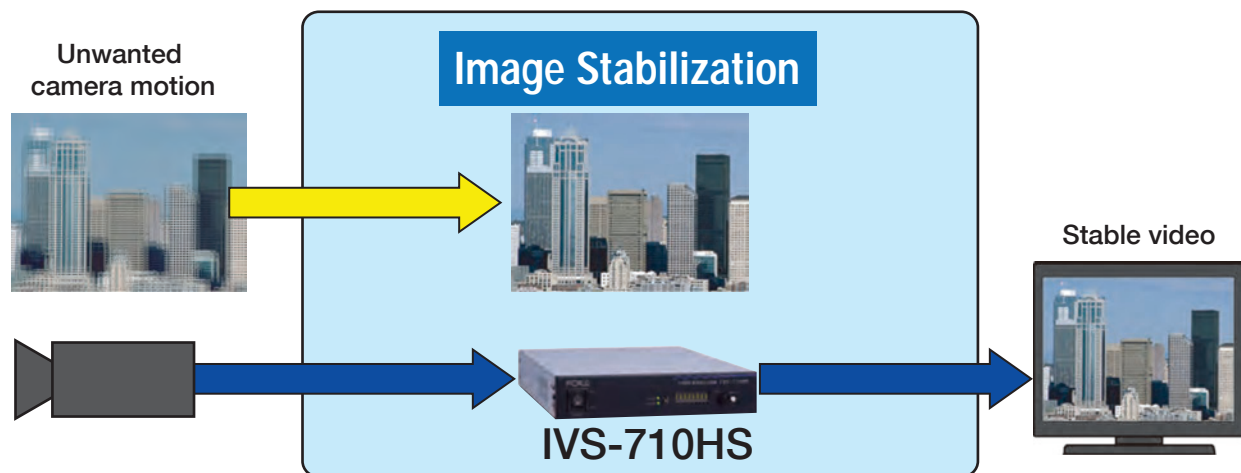 Unwanted
camera motion
Image Stabilization
Stable video
IVS-710HS